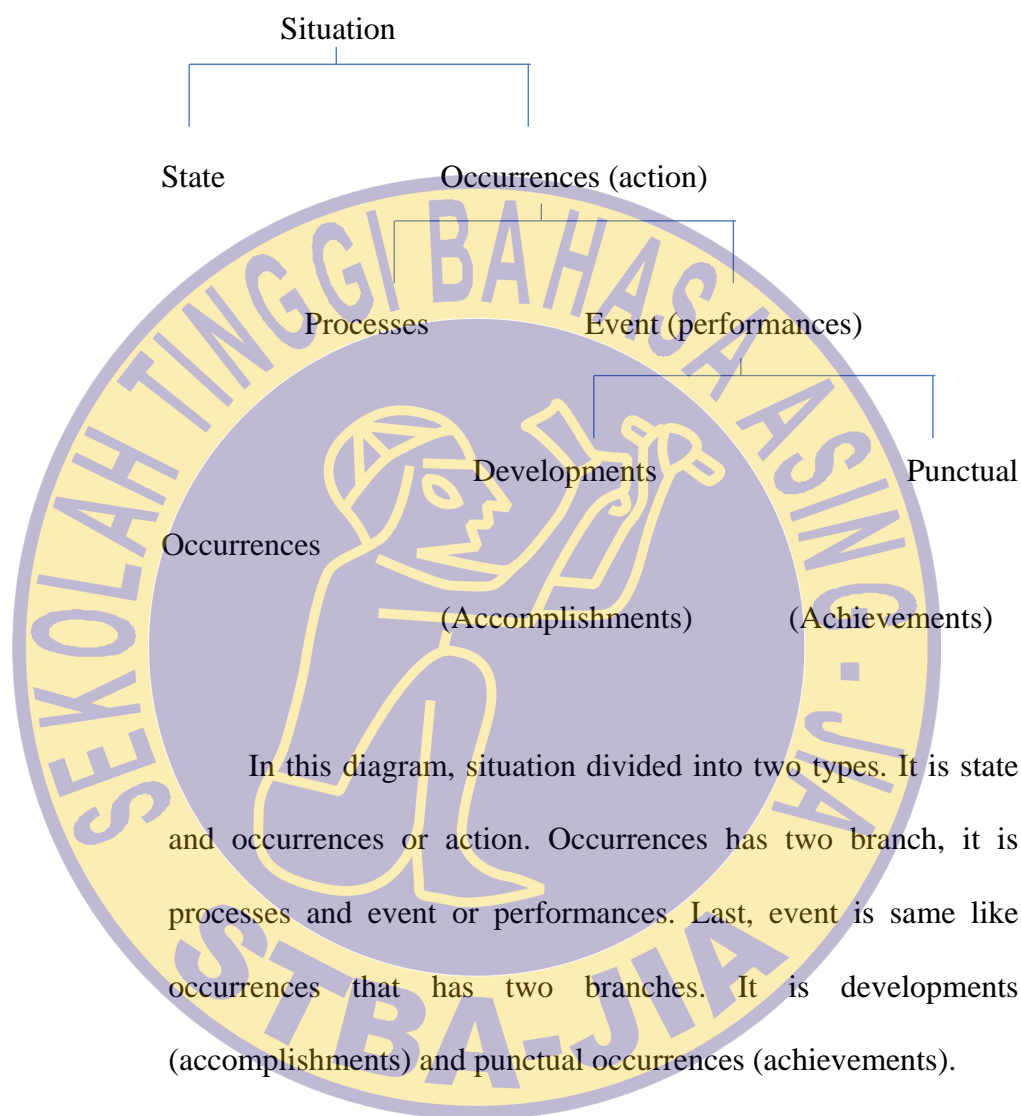 Situation
State Occurrences (action)
Processes Event (performances)
Developments Punctual
Occurrences
(Accomplishments) (Achievements)
In this diagram, situation divided into two types. It is state
and occurrences or action. Occurrences has two branch, it is
processes and event or performances. Last, event is same like
occurrences that has two branches. It is developments
(accomplishments) and punctual occurrences (achievements).
SEKOLAH TINGGI BAHASA ASING - JIA
STBA-JIA